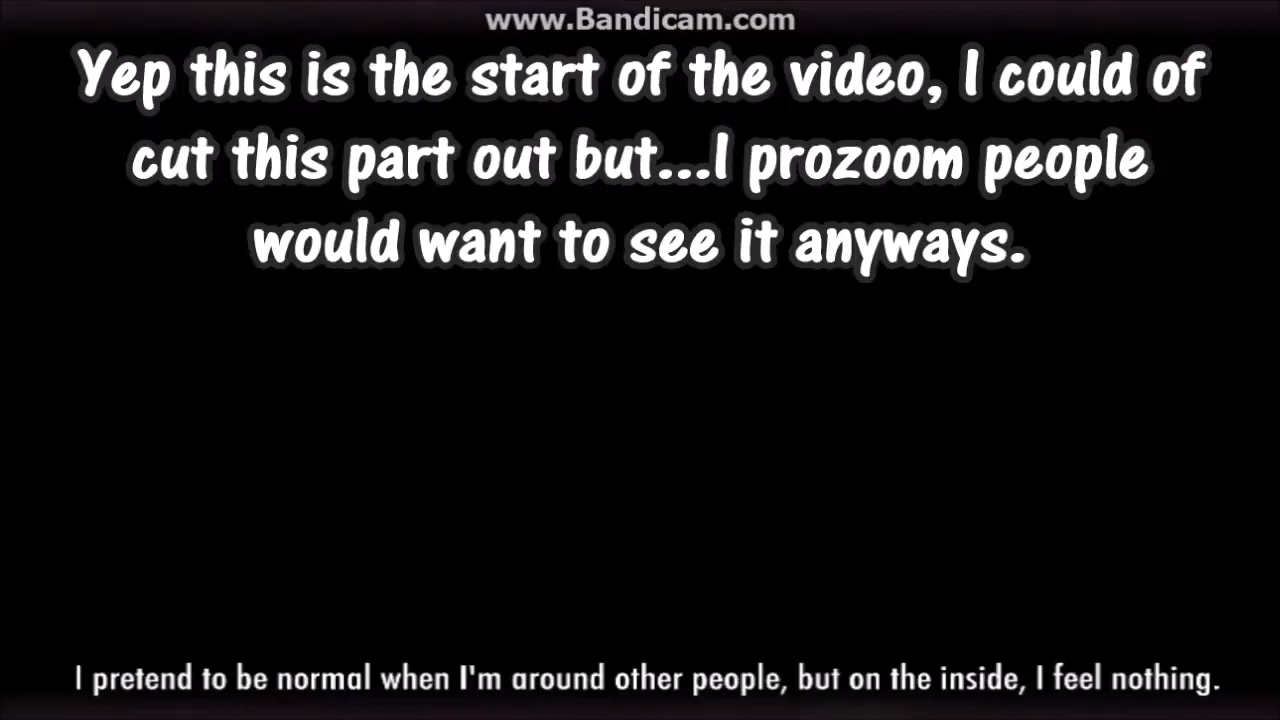 www.Bandicam.com
Yep this is the start of the video, I could of
cut this part out but...I prozoom people
would want to see it anyways.
I pretend to be normal when I'm around other people, but on the inside, I feel nothing.